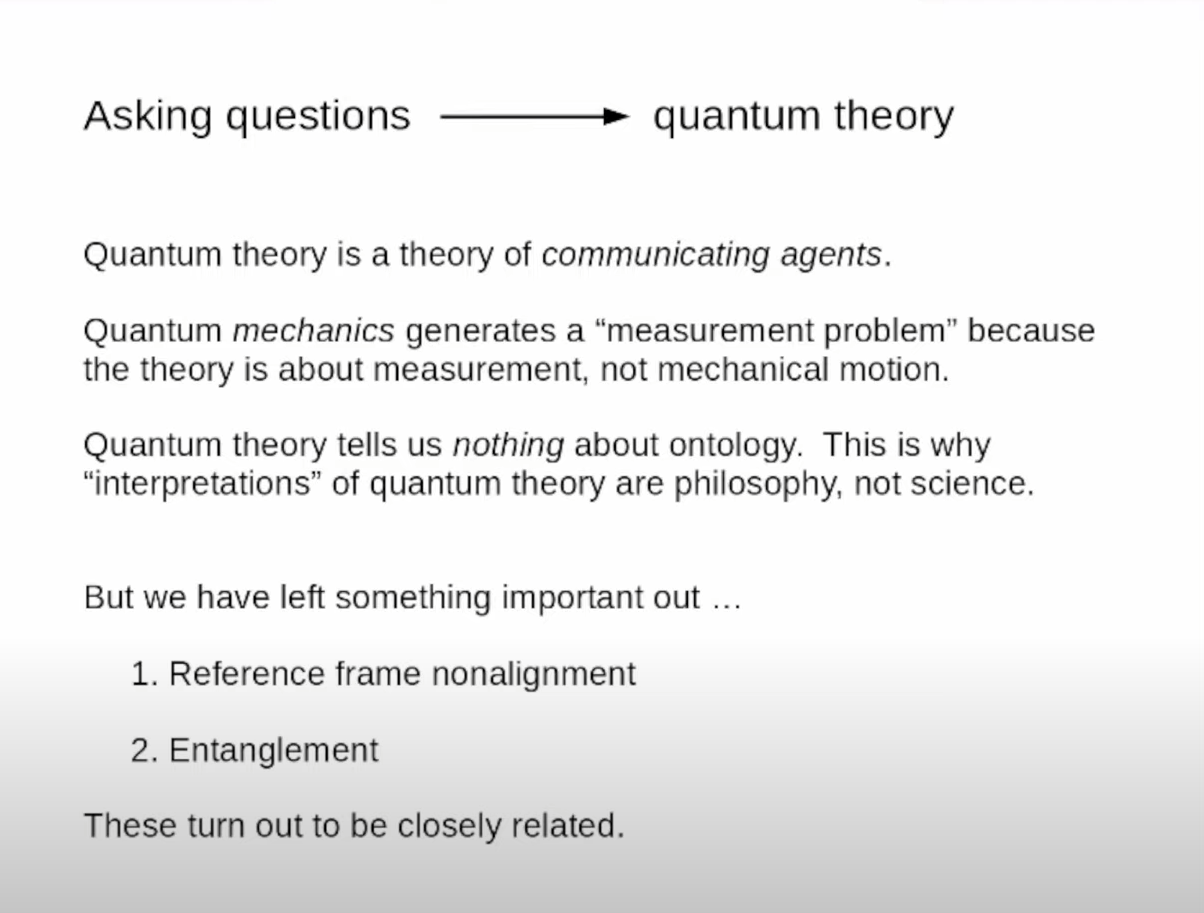 Asking questions quantum theory
Quantum theory is a theory of communicating agents.
Quantum mechanics generates a “measurement problem” because
the theory is about measurement, not mechanical motion.
Quantum theory tells us nothing about ontology.  This is why
“interpretations” of quantum theory are philosophy, not science.
But we have left something important out …
1. Reference frame nonalignment
2. Entanglement
These turn out to be closely related.